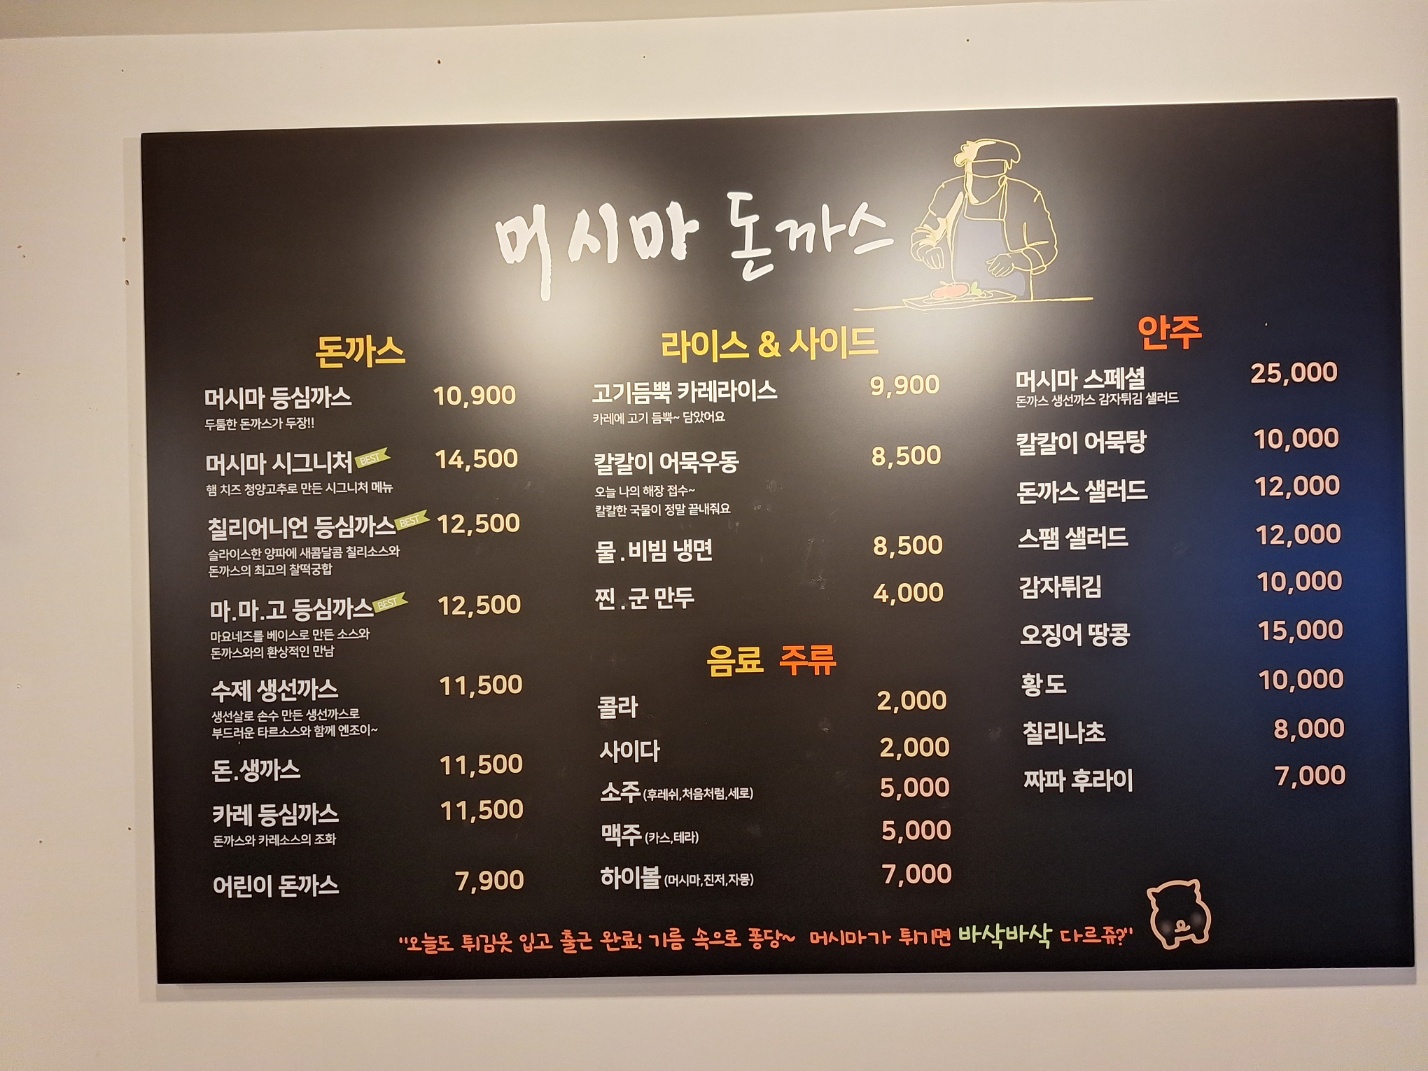 머시마 돈까스
돈까스
머시마 등심까스 10,900
두툼한 돈까스가 두장!!
머시마 시그니처 BEST 14,500
햄 치즈 청양고추로 만든 시그니처 메뉴
칠리어니언 등심까스 BEST 12,500
슬라이스한 양파에 새콤달콤 칠리소스와
돈까스의 최고의 찰떡궁합
마.마.고 등심까스 BEST 12,500
마요네즈를 베이스로 만든 소스와
돈까스와의 환상적인 만남
수제 생선까스 11,500
생선살로 손수 만든 생선까스로
부드러운 타르소스와 함께 엔조이~
돈.생까스 11,500
카레 등심까스 11,500
돈까스와 카레소스의 조화
어린이 돈까스 7,900
라이스 & 사이드
고기듬뿍 카레라이스 9,900
카레에 고기 듬뿍~ 담았어요
칼칼이 어묵우동 8,500
오늘 나의 해장 접수~
칼칼한 국물이 정말 끝내줘요
물.비빔 냉면 8,500
찐.군 만두 4,000
음료 주류
콜라 2,000
사이다 2,000
소주 (후레쉬,처음처럼,세로) 5,000
맥주 (카스,테라) 5,000
하이볼 (머시마,진저,자몽) 7,000
안주
머시마 스페셜 25,000
돈까스 생선까스 감자튀김 샐러드
칼칼이 어묵탕 10,000
돈까스 샐러드 12,000
스팸 샐러드 12,000
감자튀김 10,000
오징어 땅콩 15,000
황도 10,000
칠리나초 8,000
짜파 후라이 7,000
"오늘도 튀김옷 입고 출근 완료! 기름 속으로 퐁당~ 머시마가 튀기면 바삭바삭 다르쥬?"